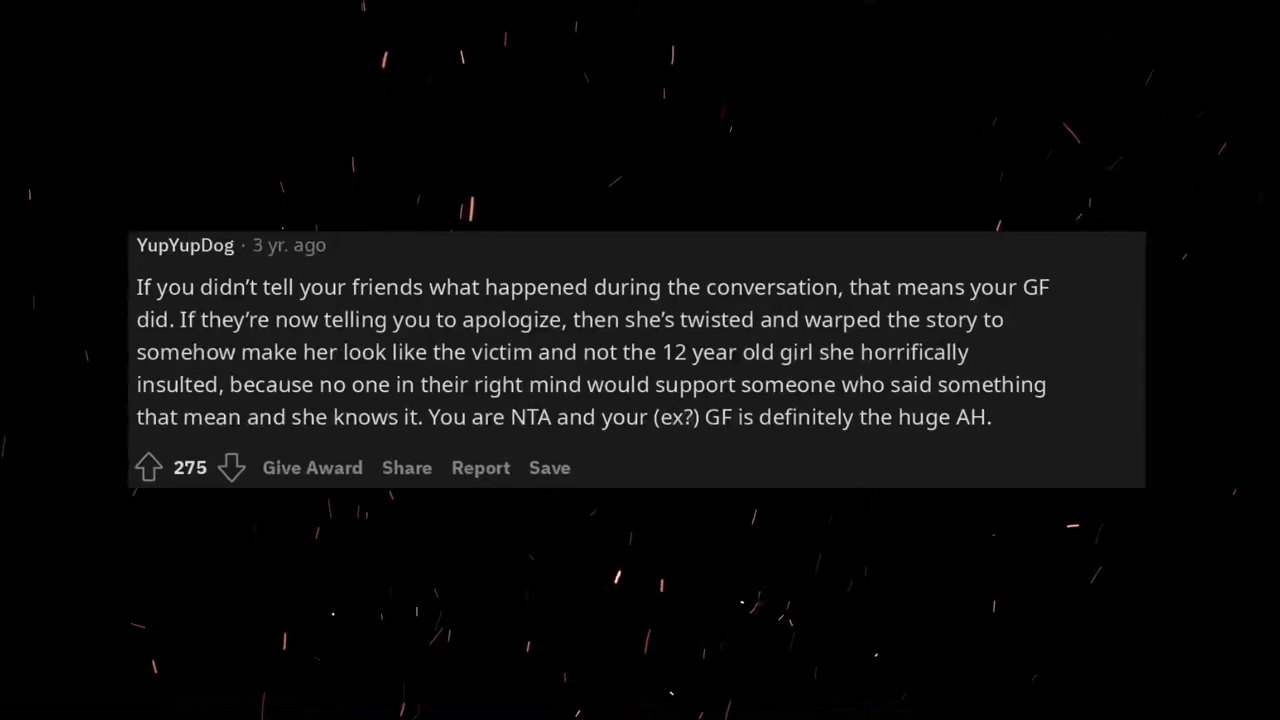 YupYupDog · 3 yr. ago
If you didn’t tell your friends what happened during the conversation, that means your GF
did. If they’re now telling you to apologize, then she’s twisted and warped the story to
somehow make her look like the victim and not the 12 year old girl she horrifically
insulted, because no one in their right mind would support someone who said something
that mean and she knows it. You are NTA and your (ex?) GF is definitely the huge AH.
275 Give Award Share Report Save